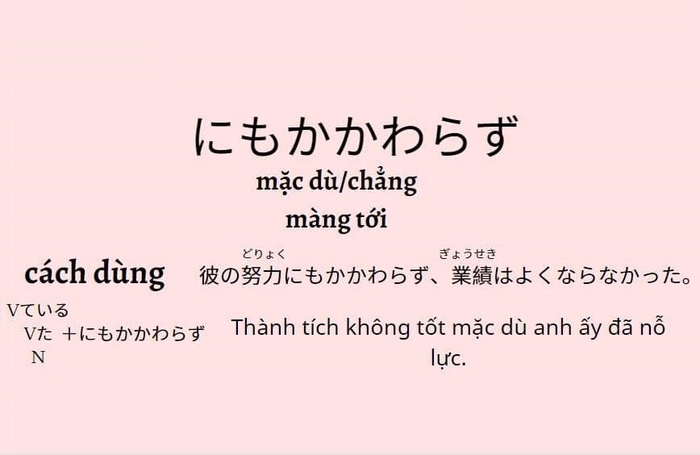 にもかかわらず
mặc dù/chẳng
màng tới
cách dùng
Vている
Vた ＋にもかかわらず
N
どりょく ぎょうせき
彼の努力にもかかわらず、業績はよくならなかった。
Thành tích không tốt mặc dù anh ấy đã nỗ
lực.